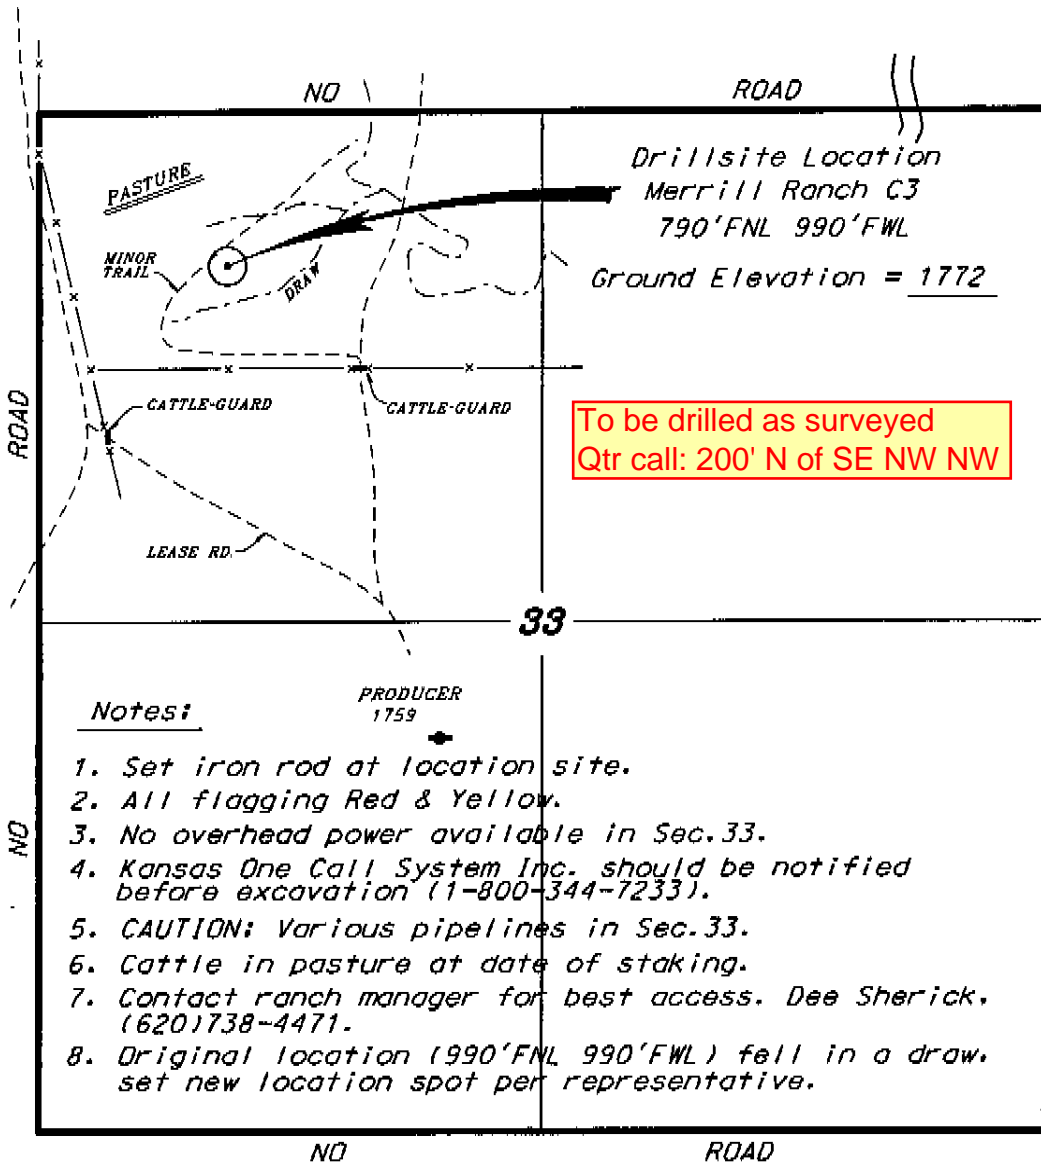 NO
ROAD
PASTURE
Drillsite Location
Merrill Ranch C3
790'FNL 990'FWL
MINOR
TRAIL
DRAW
Ground Elevation = 1772
ROAD
CATTLE-GUARD
CATTLE-GUARD
To be drilled as surveyed
Qtr call: 200' N of SE NW NW
LEASE RD.
33
PRODUCER
1759
Notes:
NO
1. Set iron rod at location site.
2. All flagging Red & Yellow.
3. No overhead power available in Sec.33.
4. Kansas One Call System Inc. should be notified
before excavation (1-800-344-7233).
5. CAUTION: Various pipelines in Sec.33.
6. Cattle in pasture at date of staking.
7. Contact ranch manager for best access. Dee Sherick.
(620)738-4471.
8. Original location (990'FNL 990'FWL) fell in a draw.
set new location spot per representative.
NO
ROAD